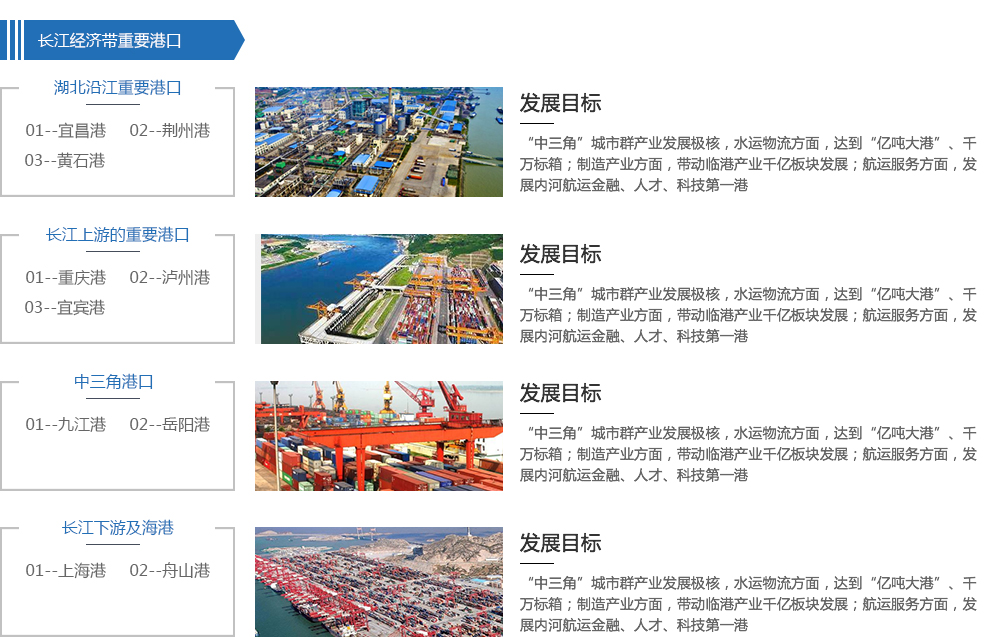 长江经济带重要港口
湖北沿江重要港口
01--宜昌港 02--荆州港
03--黄石港
发展目标
“中三角”城市群产业发展极核，水运物流方面，达到“亿吨大港”、千
万标箱；制造产业方面，带动临港产业千亿板块发展；航运服务方面，发
展内河航运金融、人才、科技第一港
长江上游的重要港口
01--重庆港 02--泸州港
03--宜宾港
发展目标
“中三角”城市群产业发展极核，水运物流方面，达到“亿吨大港”、千
万标箱；制造产业方面，带动临港产业千亿板块发展；航运服务方面，发
展内河航运金融、人才、科技第一港
中三角港口
01--九江港 02--岳阳港
发展目标
“中三角”城市群产业发展极核，水运物流方面，达到“亿吨大港”、千
万标箱；制造产业方面，带动临港产业千亿板块发展；航运服务方面，发
展内河航运金融、人才、科技第一港
长江下游及海港
01--上海港 02--舟山港
发展目标
“中三角”城市群产业发展极核，水运物流方面，达到“亿吨大港”、千
万标箱；制造产业方面，带动临港产业千亿板块发展；航运服务方面，发
展内河航运金融、人才、科技第一港